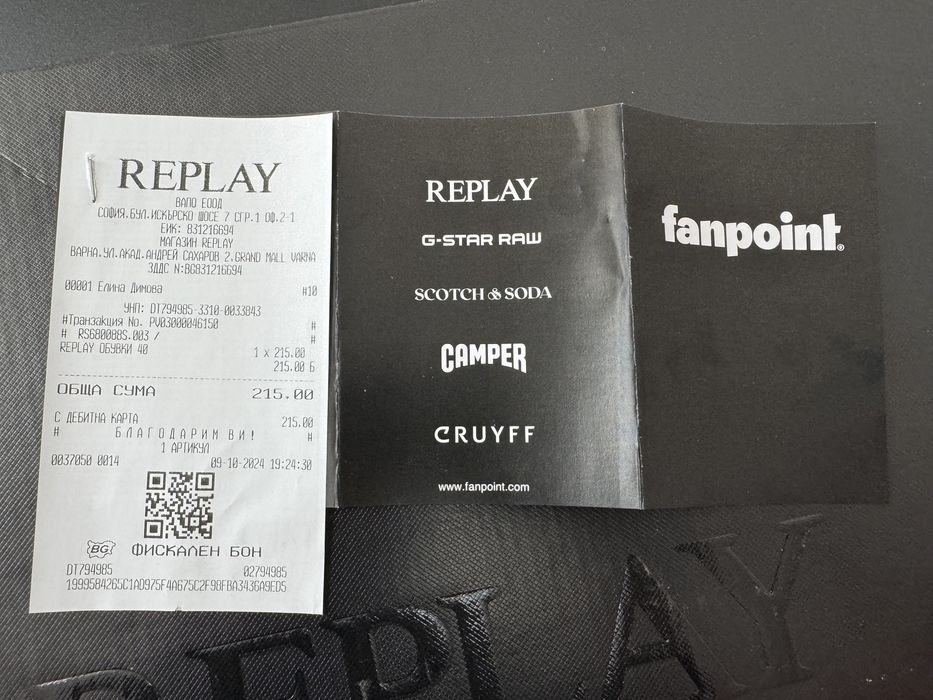 REPLAY
ВАЛО ЕООД
СОФИЯ.БУЛ.ИСКЪРСКО ШОСЕ 7 СГР.1 ОФ.2-1
ЕИК: 831216694
МАГАЗИН REPLAY
ВАРНА.УЛ.АКАД.АНДРЕЙ САХАРОВ 2.GRAND MALL VARNA
ЗДДС N:BG831216694
00001 Елина Димова #10
УНП: DT794985-3310-0033843
#Транзакция No. PV03000046150 #
# RS680088S.003 / #
REPLAY ОБУВКИ 40 1 x 215.00
215.00 Б
ОБЩА СУМА 215.00
С ДЕБИТНА КАРТА 215.00
# Б Л А Г О Д А Р И М В И ! #
1 АРТИКУЛ
0037050 0014 09-10-2024 19:24:30
BG ФИСКАЛЕН БОН
DT794985 02794985
1999584265C1AD975F4A675C2F98FBA3436A9ED5
REPLAY
G-STAR RAW
SCOTCH & SODA
CAMPER
CRUYFF
www.fanpoint.com
fanpoint®
REPLAY